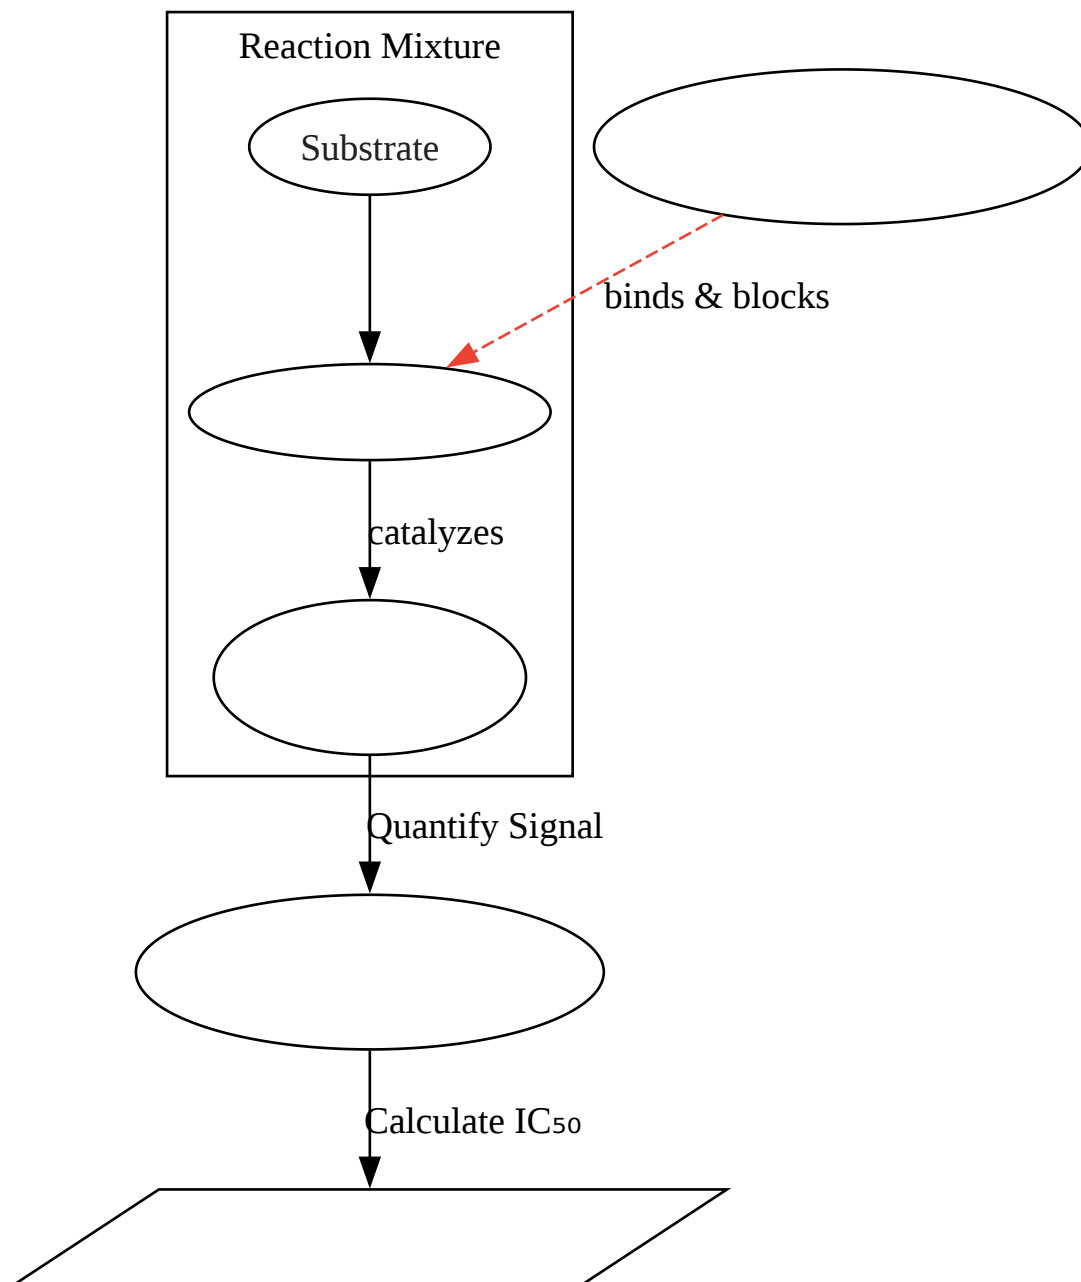 Reaction Mixture
Substrate
binds & blocks
catalyzes
Quantify Signal
Calculate IC₅₀